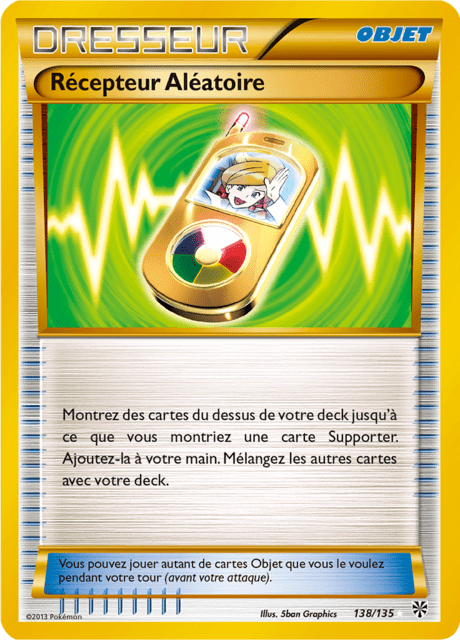 DRESSEUR
OBJET
Récepteur Aléatoire
Montrez des cartes du dessus de votre deck jusqu'à
ce que vous montriez une carte Supporter.
Ajoutez-la à votre main. Mélangez les autres cartes
avec votre deck.
Vous pouvez jouer autant de cartes Objet que vous le voulez
pendant votre tour (avant votre attaque).
©2013 Pokémon
Illus. 5ban Graphics
138/135